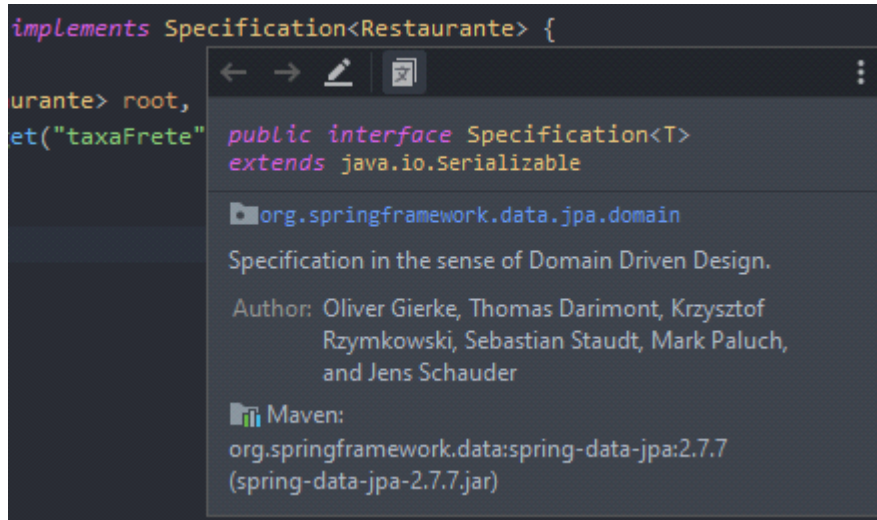 implements Specification<Restaurante> {
urante> root,
et("taxaFrete"
public interface Specification<T>
extends java.io.Serializable
org.springframework.data.jpa.domain
Specification in the sense of Domain Driven Design.
Author: Oliver Gierke, Thomas Darimont, Krzysztof
Rzymkowski, Sebastian Staudt, Mark Paluch,
and Jens Schauder
Maven:
org.springframework.data:spring-data-jpa:2.7.7
(spring-data-jpa-2.7.7.jar)